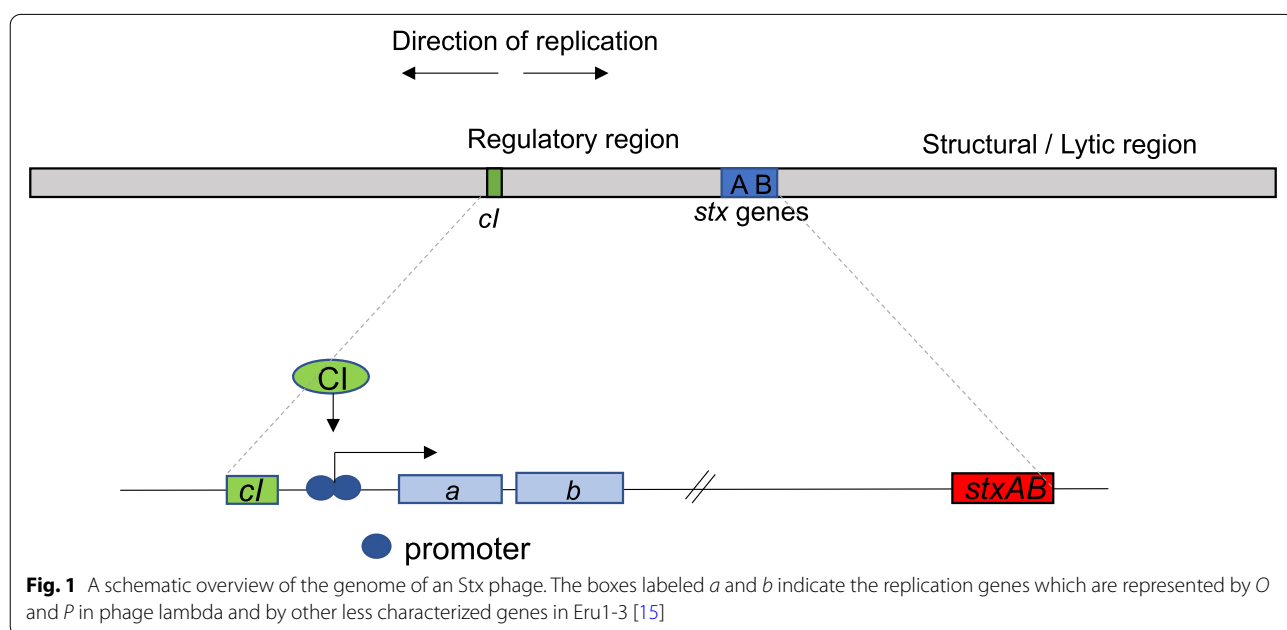 Direction of replication
Regulatory region
Structural / Lytic region
A B
cI
stx genes
CI
cI
a
b
stxAB
promoter
Fig. 1 A schematic overview of the genome of an Stx phage. The boxes labeled a and b indicate the replication genes which are represented by O
and P in phage lambda and by other less characterized genes in Eru1-3 [15]